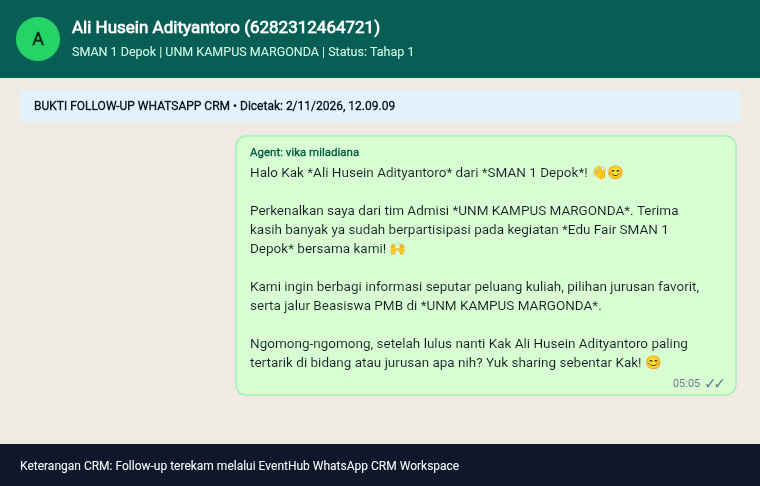 A
Ali Husein Adityantoro (6282312464721)
SMAN 1 Depok | UNM KAMPUS MARGONDA | Status: Tahap 1
BUKTI FOLLOW-UP WHATSAPP CRM • Dicetak: 2/11/2026, 12.09.09
Agent: vika miladiana
Halo Kak *Ali Husein Adityantoro* dari *SMAN 1 Depok*! 👋😊
Perkenalkan saya dari tim Admisi *UNM KAMPUS MARGONDA*. Terima
kasih banyak ya sudah berpartisipasi pada kegiatan *Edu Fair SMAN 1
Depok* bersama kami! 🙌
Kami ingin berbagi informasi seputar peluang kuliah, pilihan jurusan favorit,
serta jalur Beasiswa PMB di *UNM KAMPUS MARGONDA*.
Ngomong-ngomong, setelah lulus nanti Kak Ali Husein Adityantoro paling
tertarik di bidang atau jurusan apa nih? Yuk sharing sebentar Kak! 😊
05:05 ✓✓
Keterangan CRM: Follow-up terekam melalui EventHub WhatsApp CRM Workspace